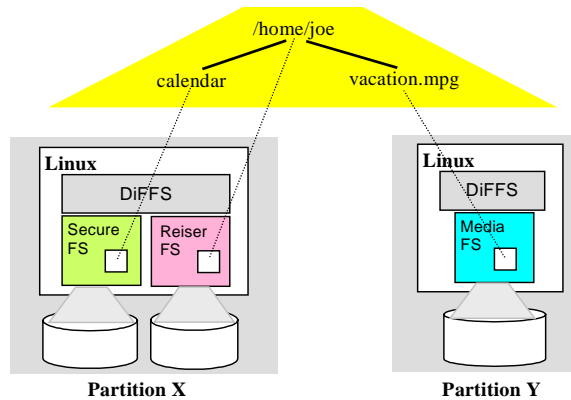 /home/joe
calendar
vacation.mpg
Linux
DiFFS
Secure
FS
Reiser
FS
Linux
DiFFS
Media
FS
Partition X
Partition Y